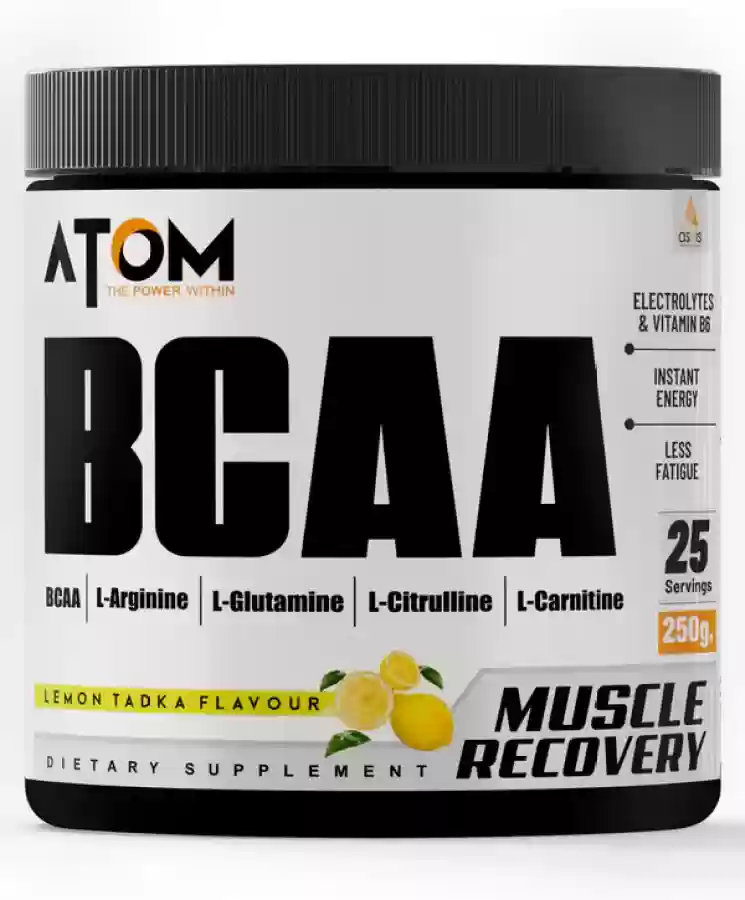 ATOM
THE POWER WITHIN
BCAA
BCAA
L-Arginine
L-Glutamine
L-Citrulline
L-Carnitine
ELECTROLYTES
& VITAMIN B6
INSTANT
ENERGY
LESS
FATIGUE
25
Servings
250g.
LEMON TADKA FLAVOUR
DIETARY SUPPLEMENT
MUSCLE
RECOVERY